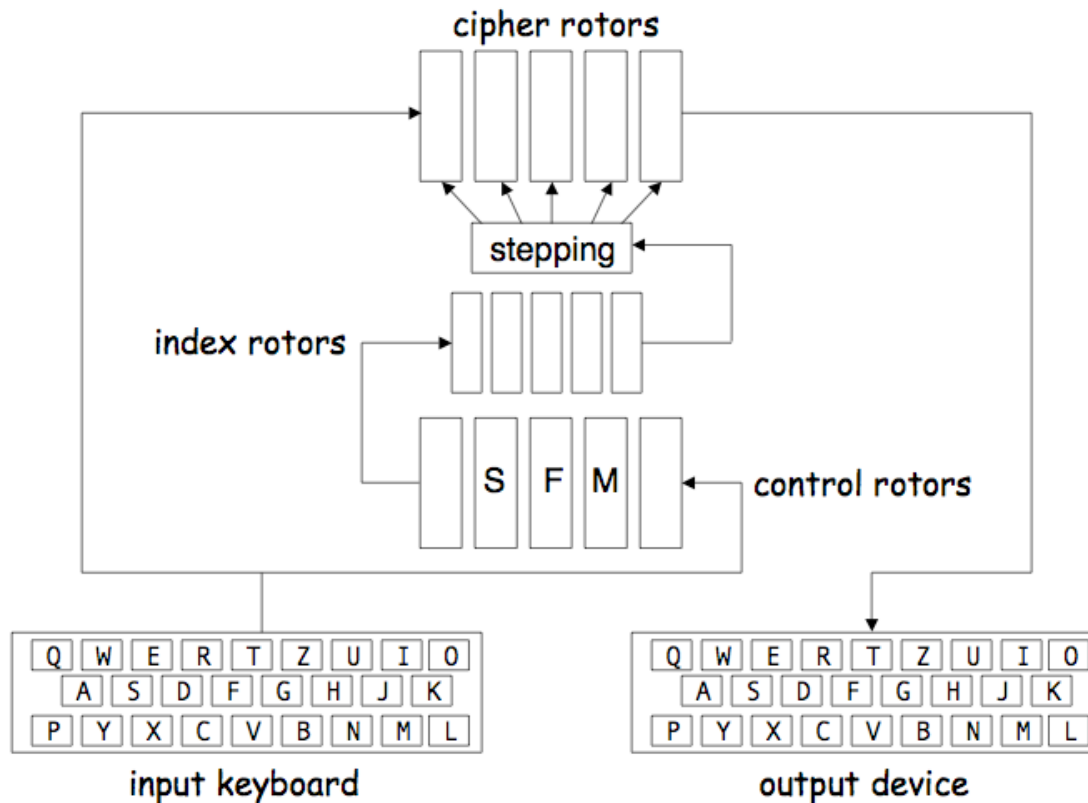 cipher rotors
stepping
index rotors
S F M
control rotors
Q W E R T Z U I O
A S D F G H J K
P Y X C V B N M L
input keyboard
Q W E R T Z U I O
A S D F G H J K
P Y X C V B N M L
output device